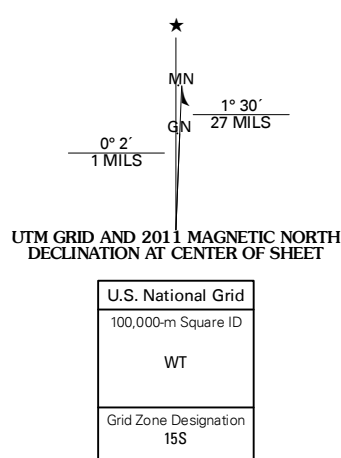 ★
MN
1° 30´
27 MILS
GN
0° 2´
1 MILS
UTM GRID AND 2011 MAGNETIC NORTH
DECLINATION AT CENTER OF SHEET
U.S. National Grid
100,000-m Square ID
WT
Grid Zone Designation
15S